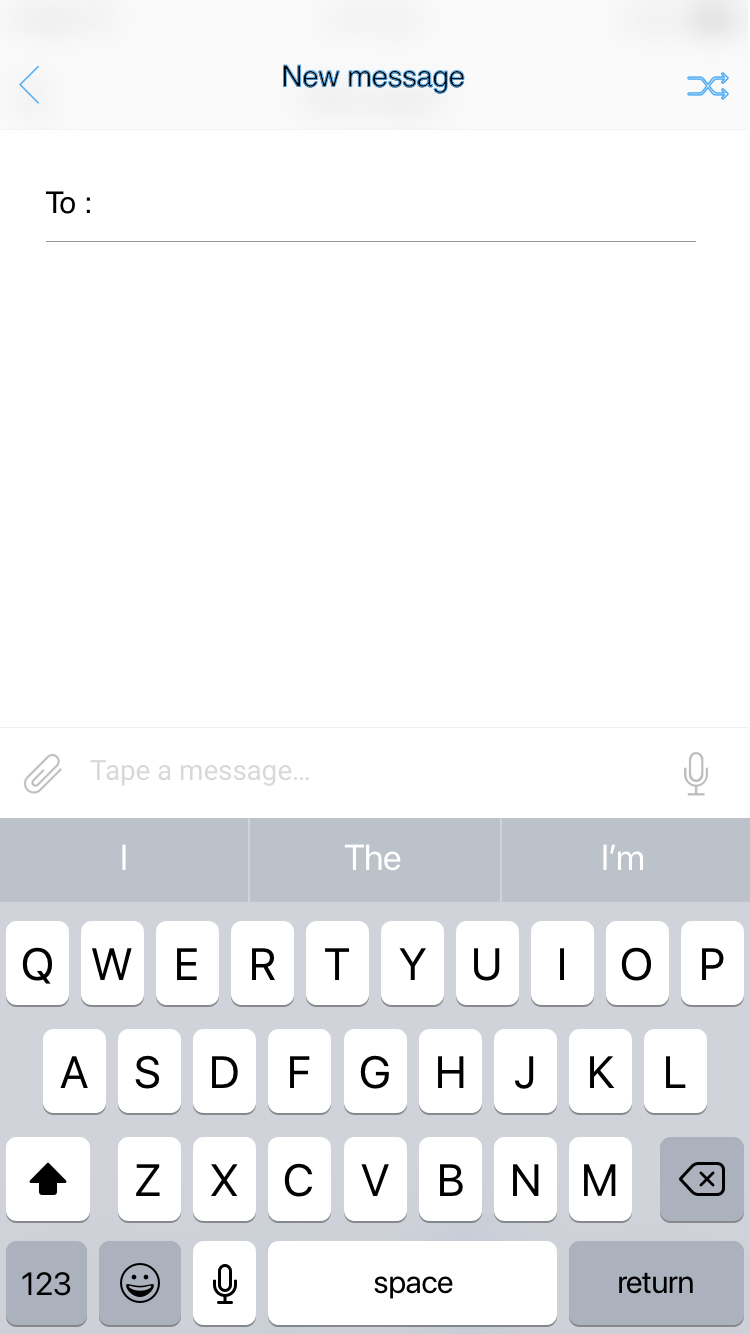 New message
To :
Tape a message...
I The I'm
Q W E R T Y U I O P
A S D F G H J K L
Z X C V B N M
123 space return